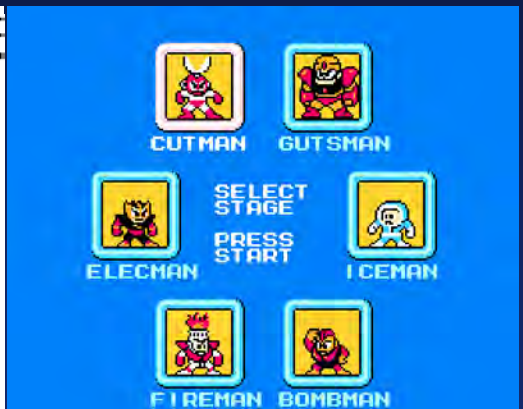 CUTMAN GUTSMAN
SELECT
STAGE
PRESS
START
ELECMAN ICEMAN
FIREMAN BOMBMAN